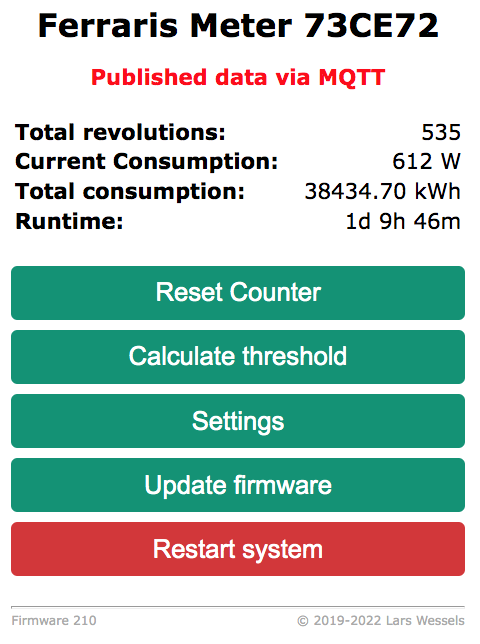 Ferraris Meter 73CE72
Published data via MQTT
Total revolutions: 535
Current Consumption: 612 W
Total consumption: 38434.70 kWh
Runtime: 1d 9h 46m
Reset Counter
Calculate threshold
Settings
Update firmware
Restart system
Firmware 210 © 2019-2022 Lars Wessels